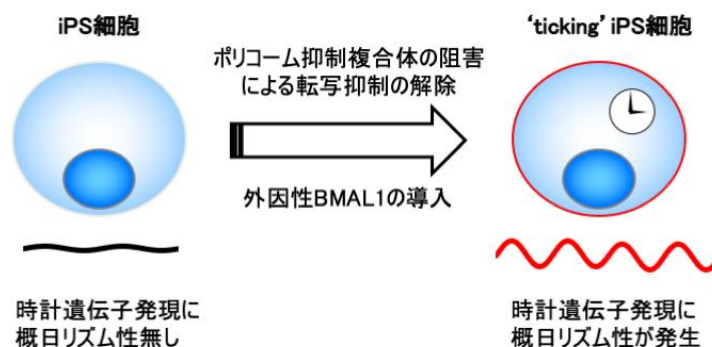 iPS細胞
ポリコーム抑制複合体の阻害
による転写抑制の解除
外因性BMAL1の導入
‘ticking’ iPS細胞
時計遺伝子発現に
概日リズム性無し
時計遺伝子発現に
概日リズム性が発生